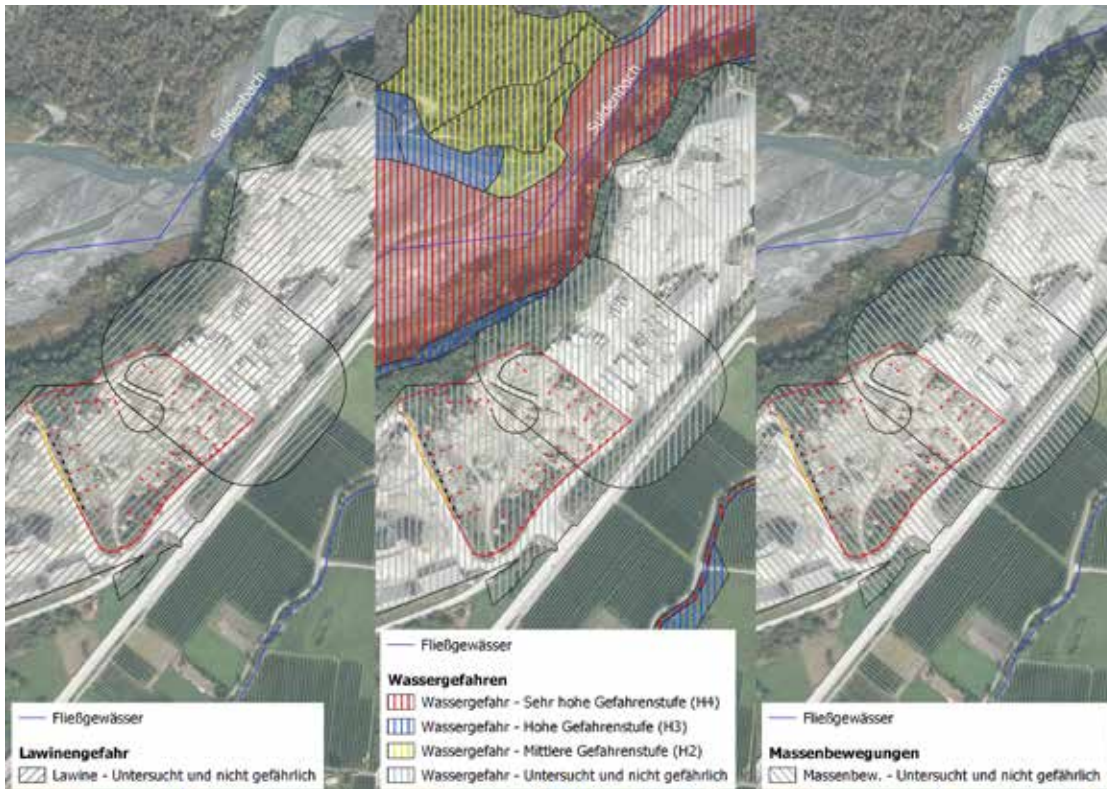 Suldenbach
Fließgewässer
Lawinengefahr
Lawine - Untersucht und nicht gefährlich
Suldenbach
Fließgewässer
Wassergefahren
Wassergefahr - Sehr hohe Gefahrenstufe (H4)
Wassergefahr - Hohe Gefahrenstufe (H3)
Wassergefahr - Mittlere Gefahrenstufe (H2)
Wassergefahr - Untersucht und nicht gefährlich
Suldenbach
Fließgewässer
Massenbewegungen
Massenbew. - Untersucht und nicht gefährlich